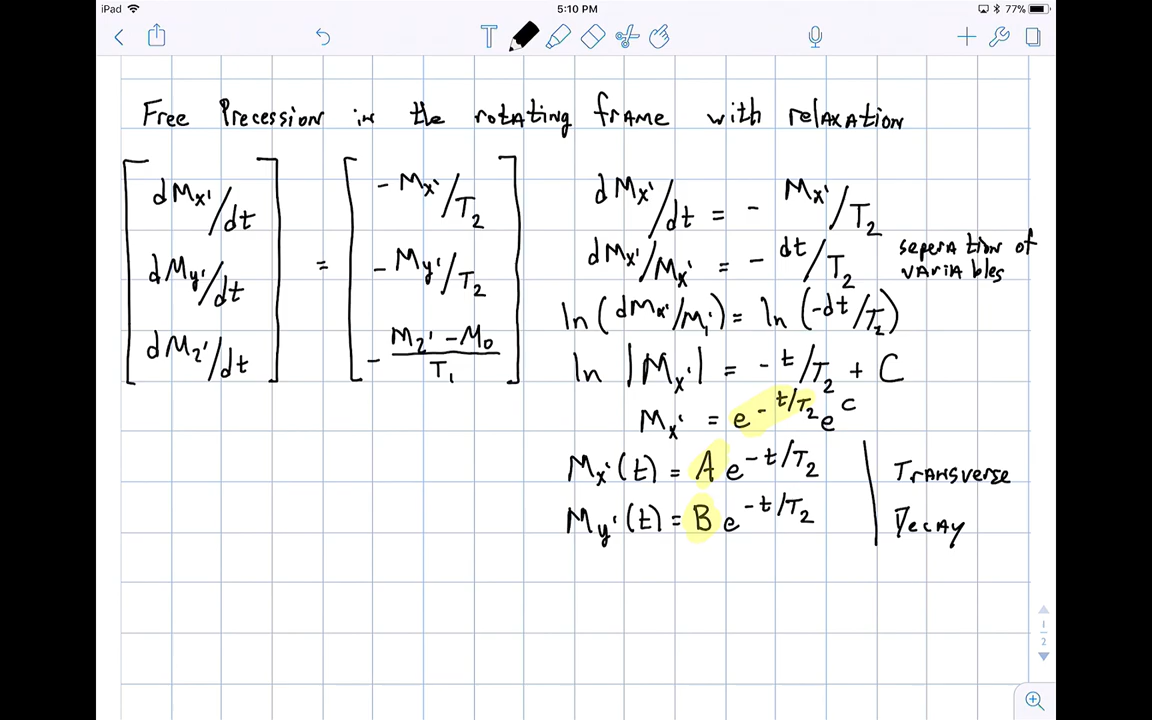 iPad 5:10 PM 77%
T
Free Precession in the rotating frame with relaxation
dMx'/dt
dMy'/dt
dMz'/dt
=
- Mx'/T2
- My'/T2
- Mz' - M0 / T1
dMx'/dt = - Mx'/T2
dMx'/Mx' = - dt/T2 seperation of variables
ln (dMx'/M,') = ln (-dt/T2)
ln |Mx'| = - t/T2 + C
Mx' = e - t/T2 e C
Mx'(t) = A e - t/T2
My'(t) = B e - t/T2
Transverse
Decay
1
2